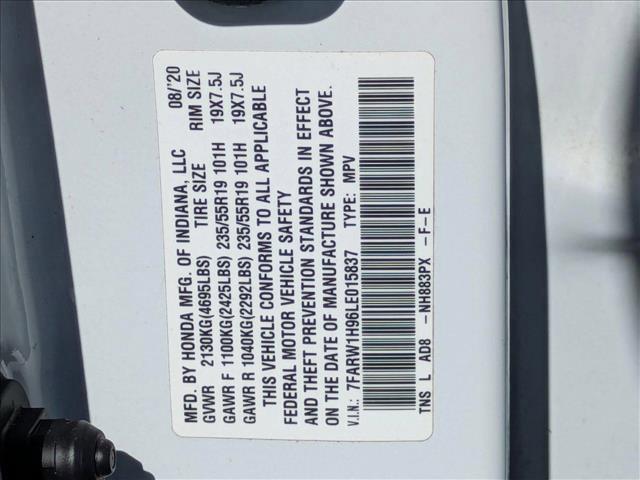 MFD. BY HONDA MFG. OF INDIANA, LLC 08/'20
GVWR 2130KG(4695LBS) TIRE SIZE RIM SIZE
GAWR F 1100KG(2425LBS) 235/55R19 101H 19X7.5J
GAWR R 1040KG(2292LBS) 235/55R19 101H 19X7.5J
THIS VEHICLE CONFORMS TO ALL APPLICABLE
FEDERAL MOTOR VEHICLE SAFETY
AND THEFT PREVENTION STANDARDS IN EFFECT
ON THE DATE OF MANUFACTURE SHOWN ABOVE.
V.I.N.: 7FARW1H96LE015837 TYPE: MPV
TNS L AD8 -NH883PX -F-E